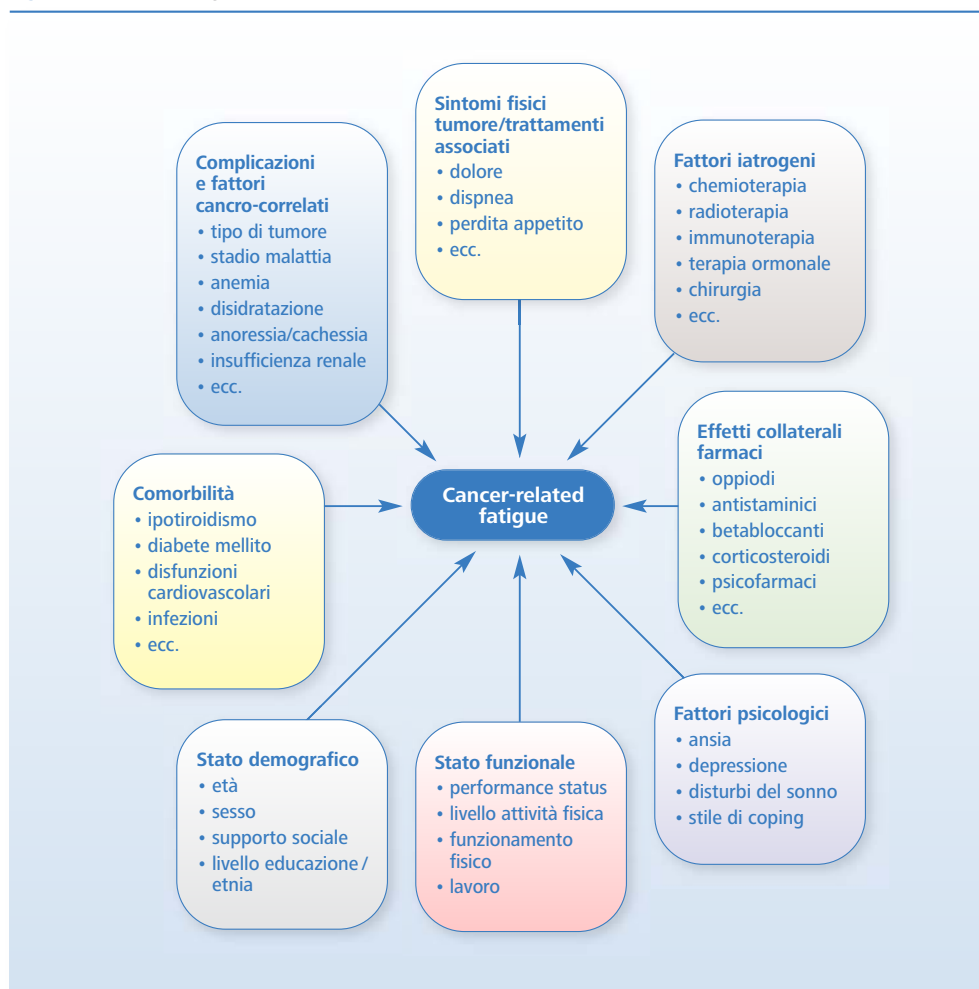 Sintomi fisici
tumore/trattamenti
associati
• dolore
• dispnea
• perdita appetito
• ecc.
Complicazioni
e fattori
cancro-correlati
• tipo di tumore
• stadio malattia
• anemia
• disidratazione
• anoressia/cachessia
• insufficienza renale
• ecc.
Fattori iatrogeni
• chemioterapia
• radioterapia
• immunoterapia
• terapia ormonale
• chirurgia
• ecc.
Cancer-related
fatigue
Effetti collaterali
farmaci
• oppiodi
• antistaminici
• betabloccanti
• corticosteroidi
• psicofarmaci
• ecc.
Comorbilità
• ipotiroidismo
• diabete mellito
• disfunzioni
cardiovascolari
• infezioni
• ecc.
Stato demografico
• età
• sesso
• supporto sociale
• livello educazione /
etnia
Stato funzionale
• performance status
• livello attività fisica
• funzionamento
fisico
• lavoro
Fattori psicologici
• ansia
• depressione
• disturbi del sonno
• stile di coping